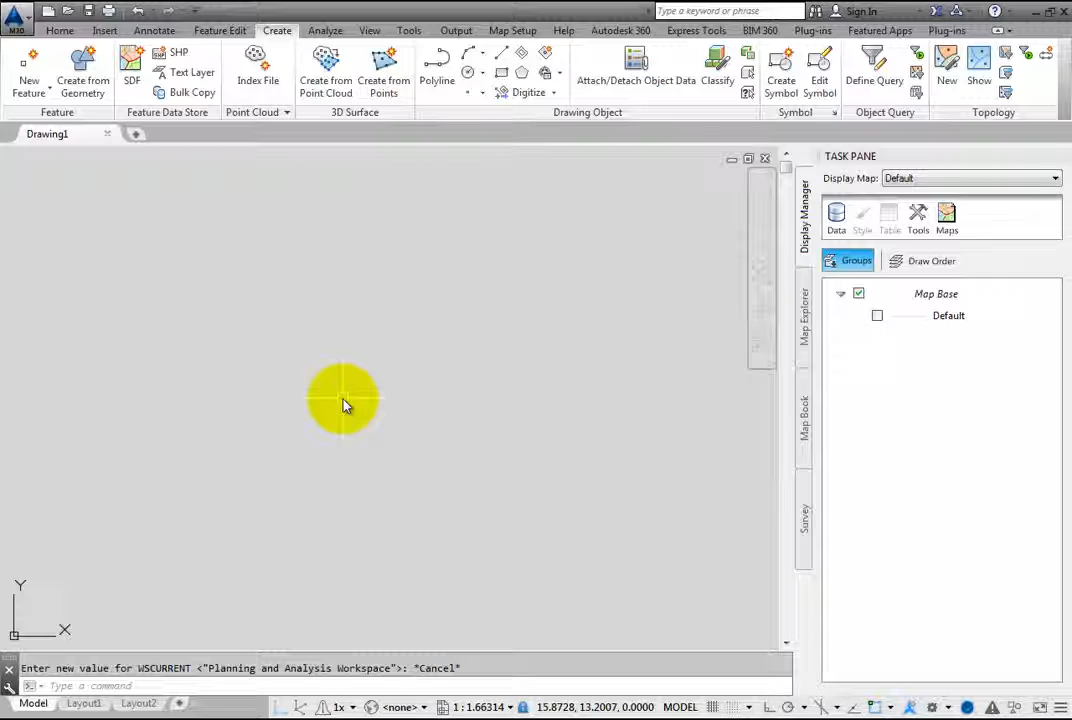 M3D
Type a keyword or phrase
Sign In
Home Insert Annotate Feature Edit Create Analyze View Tools Output Map Setup Help Autodesk 360 Express Tools BIM 360 Plug-ins Featured Apps Plug-ins
New Feature
Create from Geometry
Feature
SDF
SHP
Text Layer
Bulk Copy
Feature Data Store
Index File
Point Cloud
Create from Point Cloud
Create from Points
3D Surface
Polyline
Digitize
Attach/Detach Object Data
Classify
Drawing Object
Create Symbol
Edit Symbol
Symbol
Define Query
Object Query
New
Show
Topology
Drawing1
TASK PANE
Display Map: Default
Data Style Table Tools Maps
Groups Draw Order
Map Base
Default
Display Manager
Map Explorer
Map Book
Survey
Y
X
Enter new value for WSCURRENT <"Planning and Analysis Workspace">: *Cancel*
Type a command
Model Layout1 Layout2
1x <none> 1 : 1.66314 15.8728, 13.2007, 0.0000 MODEL